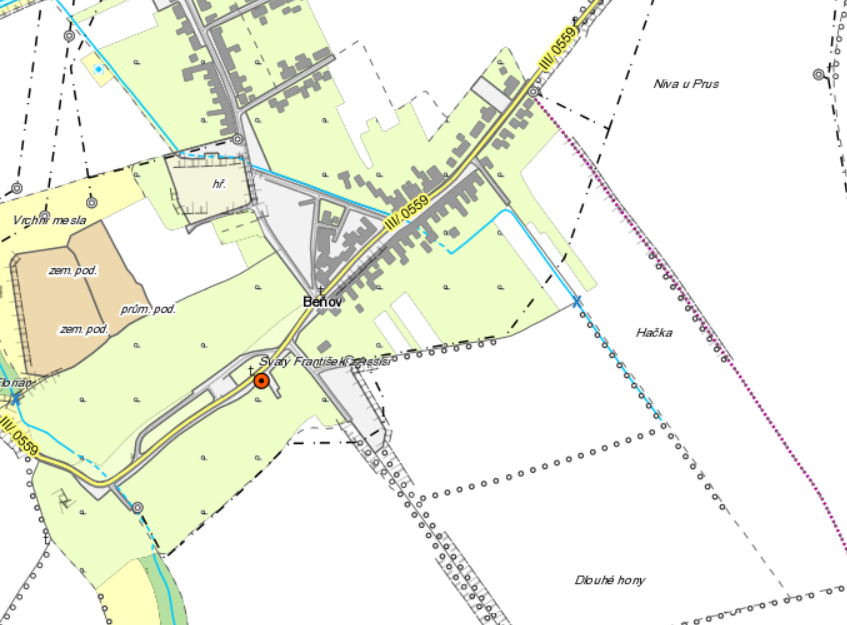 III/ 0559
Niva u Prus
hř.
III/ 0559
Vrchní mesla
zem. pod.
prům. pod.
zem. pod.
Beňov
Hačka
Svatý František z Assisi
Florián
III/ 0559
Dlouhé hony